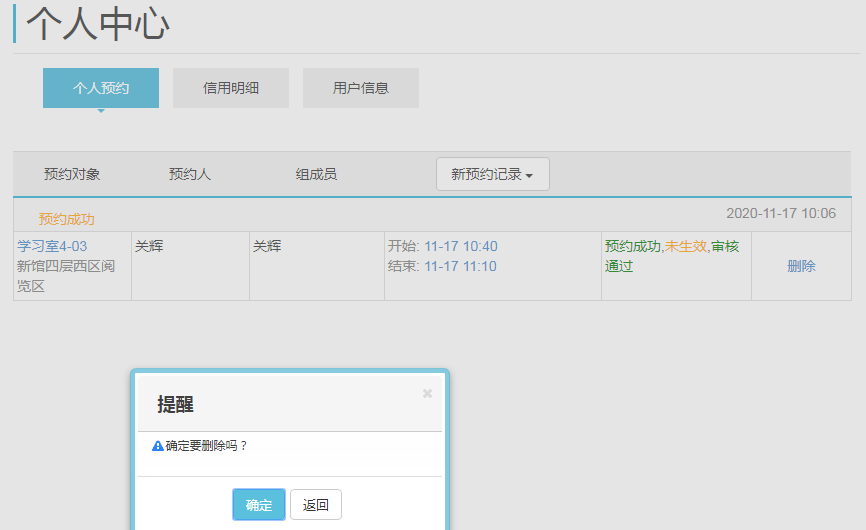 个人中心
个人预约 信用明细 用户信息
预约对象 预约人 组成员 新预约记录
预约成功 2020-11-17 10:06
学习室4-03 关辉 关辉 开始: 11-17 10:40 预约成功,未生效,审核
新馆四层西区阅 结束: 11-17 11:10 通过 删除
览区
提醒 ×
确定要删除吗？
确定 返回